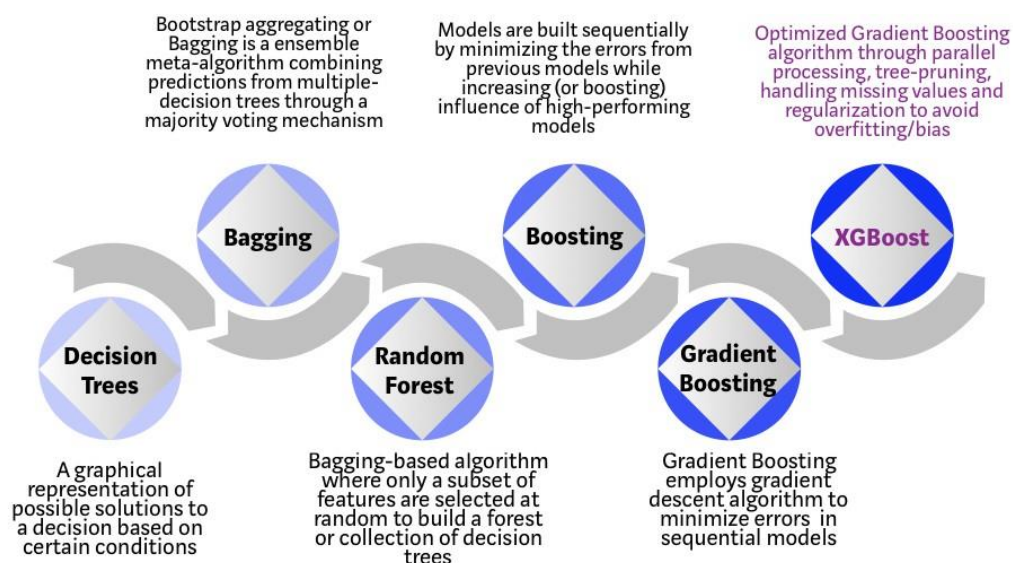 Bootstrap aggregating or
Bagging is a ensemble
meta-algorithm combining
predictions from multiple-
decision trees through a
majority voting mechanism
Models are built sequentially
by minimizing the errors from
previous models while
increasing (or boosting)
influence of high-performing
models
Optimized Gradient Boosting
algorithm through parallel
processing, tree-pruning,
handling missing values and
regularization to avoid
overfitting/bias
Bagging
Boosting
XGBoost
Decision
Trees
Random
Forest
Gradient
Boosting
A graphical
representation of
possible solutions to
a decision based on
certain conditions
Bagging-based algorithm
where only a subset of
features are selected at
random to build a forest
or collection of decision
trees
Gradient Boosting
employs gradient
descent algorithm to
minimize errors in
sequential models